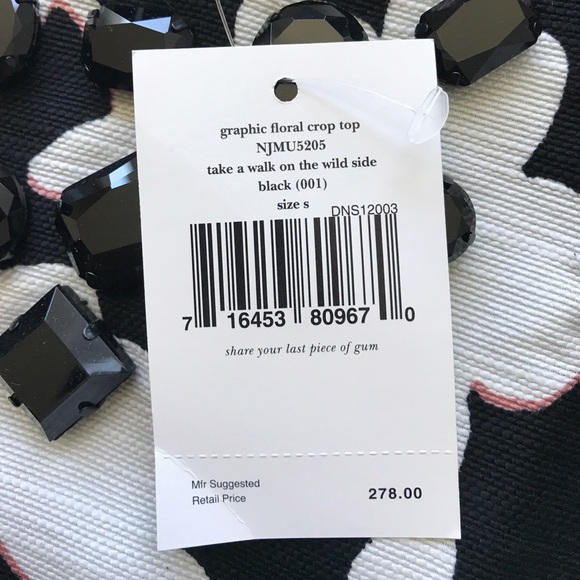 graphic floral crop top
NJMU5205
take a walk on the wild side
black (001)
size s
DNS12003
7 16453 80967 0
share your last piece of gum
Mfr Suggested
Retail Price
278.00